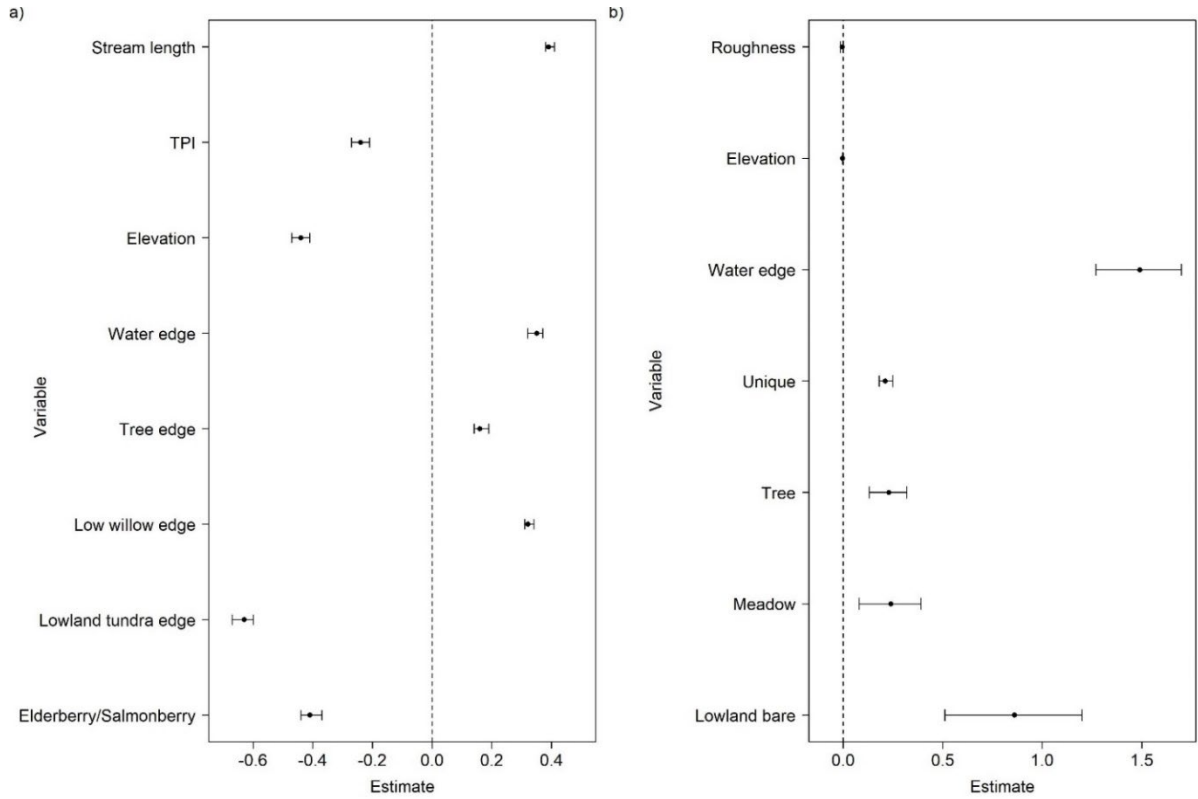 a)
Stream length
TPI
Elevation
Water edge
Tree edge
Low willow edge
Lowland tundra edge
Elderberry/Salmonberry
Variable
-0.6 -0.4 -0.2 0.0 0.2 0.4
Estimate
b)
Roughness
Elevation
Water edge
Unique
Tree
Meadow
Lowland bare
Variable
0.0 0.5 1.0 1.5
Estimate